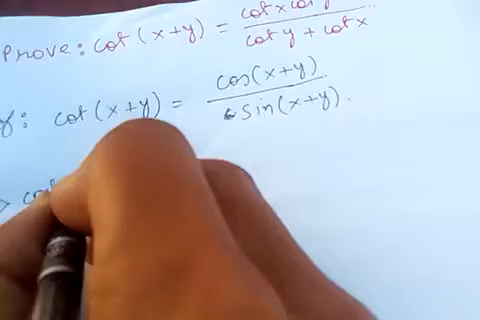 Prove: cot (x+y) = cot x cot y / cot y + cot x
cot (x+y) = cos(x+y) / sin(x+y).